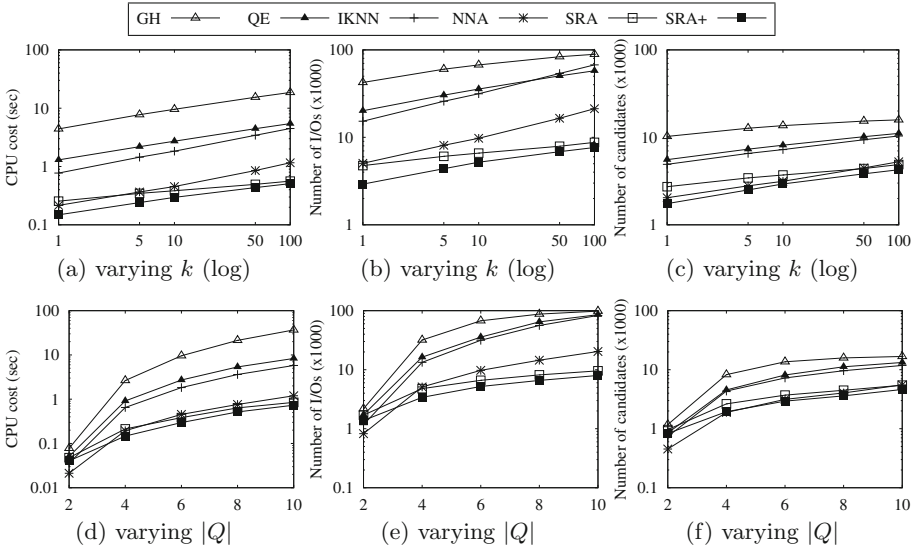 GH QE IKNN NNA SRA SRA+
CPU cost (sec)
100
10
1
0.1
1 5 10 50 100
(a) varying k (log)
Number of I/Os (x1000)
100
10
1
1 5 10 50 100
(b) varying k (log)
Number of candidates (x1000)
100
10
1
1 5 10 50 100
(c) varying k (log)
CPU cost (sec)
100
10
1
0.1
0.01
2 4 6 8 10
(d) varying |Q|
Number of I/Os (x1000)
100
10
1
0.1
2 4 6 8 10
(e) varying |Q|
Number of candidates (x1000)
100
10
1
0.1
2 4 6 8 10
(f) varying |Q|